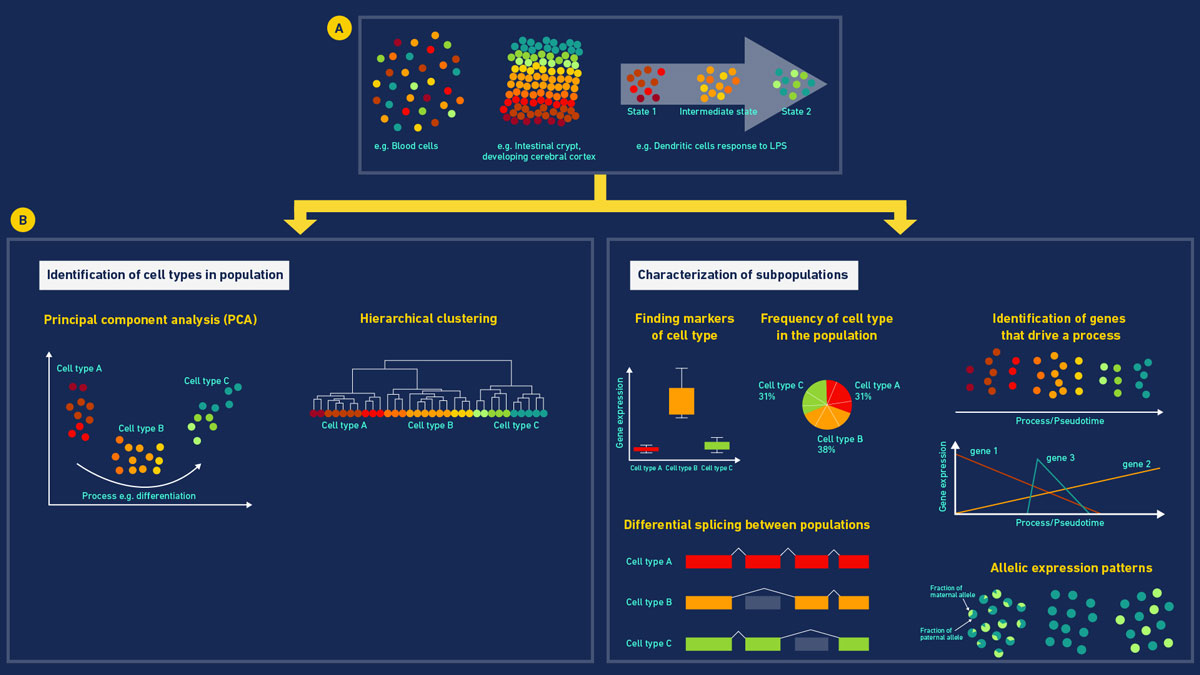 A
State 1
Intermediate state
State 2
e.g. Blood cells
e.g. Intestinal crypt,
developing cerebral cortex
e.g. Dendritic cells response to LPS
B
Identification of cell types in population
Principal component analysis (PCA)
Cell type A
Cell type B
Cell type C
Process e.g. differentiation
Hierarchical clustering
Cell type A
Cell type B
Cell type C
Characterization of subpopulations
Finding markers
of cell type
Gene expression
Cell type A
Cell type B
Cell type C
Frequency of cell type
in the population
Cell type C
31%
Cell type A
31%
Cell type B
38%
Identification of genes
that drive a process
Process/Pseudotime
Gene expression
gene 1
gene 3
gene 2
Process/Pseudotime
Differential splicing between populations
Cell type A
Cell type B
Cell type C
Allelic expression patterns
Fraction of
maternal allele
Fraction of
paternal allele